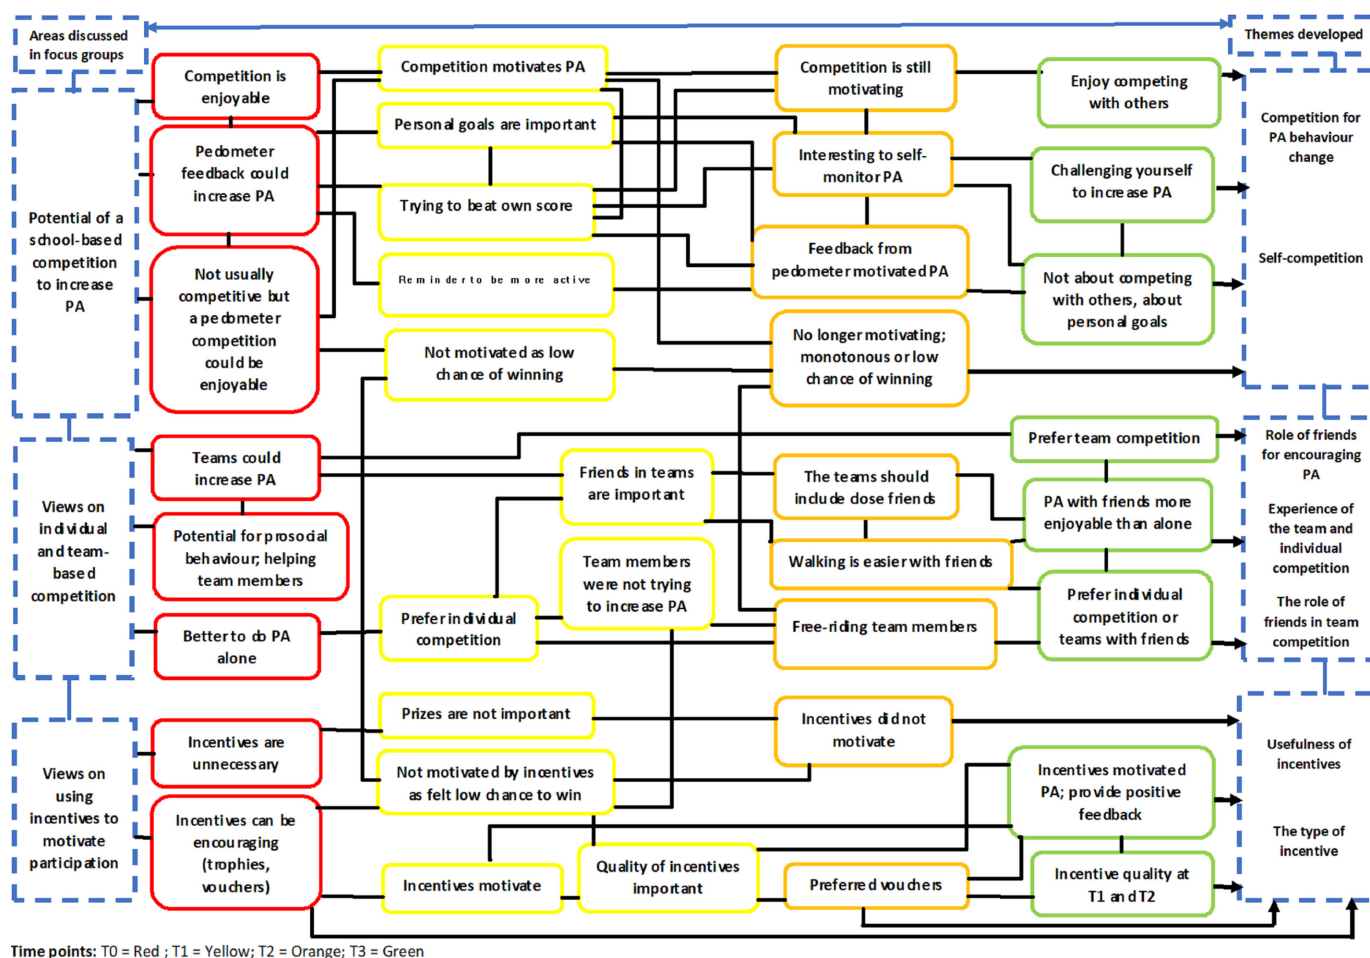 Areas discussed
in focus groups
Themes developed
Potential of a
school-based
competition
to increase
PA
Competition is
enjoyable
Pedometer
feedback could
increase PA
Not usually
competitive but
a pedometer
competition
could be
enjoyable
Competition motivates PA
Personal goals are important
Trying to beat own score
Reminder to be more active
Not motivated as low
chance of winning
Competition is still
motivating
Interesting to self-
monitor PA
Feedback from
pedometer motivated PA
No longer motivating;
monotonous or low
chance of winning
Enjoy competing
with others
Challenging yourself
to increase PA
Not about competing
with others, about
personal goals
Competition for
PA behaviour
change
Self-competition
Views on
individual
and team-
based
competition
Teams could
increase PA
Potential for prosocial
behaviour; helping
team members
Better to do PA
alone
Prefer individual
competition
Friends in teams
are important
Team members
were not trying
to increase PA
The teams should
include close friends
Walking is easier with friends
Free-riding team members
Prefer team competition
PA with friends more
enjoyable than alone
Prefer individual
competition or
teams with friends
Role of friends
for encouraging
PA
Experience of
the team and
individual
competition
The role of
friends in team
competition
Views on
using
incentives to
motivate
participation
Incentives are
unnecessary
Incentives can be
encouraging
(trophies,
vouchers)
Prizes are not important
Not motivated by incentives
as felt low chance to win
Incentives motivate
Quality of incentives
important
Incentives did not
motivate
Preferred vouchers
Incentives motivated
PA; provide positive
feedback
Incentive quality at
T1 and T2
Usefulness of
incentives
The type of
incentive
Time points: T0 = Red ; T1 = Yellow; T2 = Orange; T3 = Green